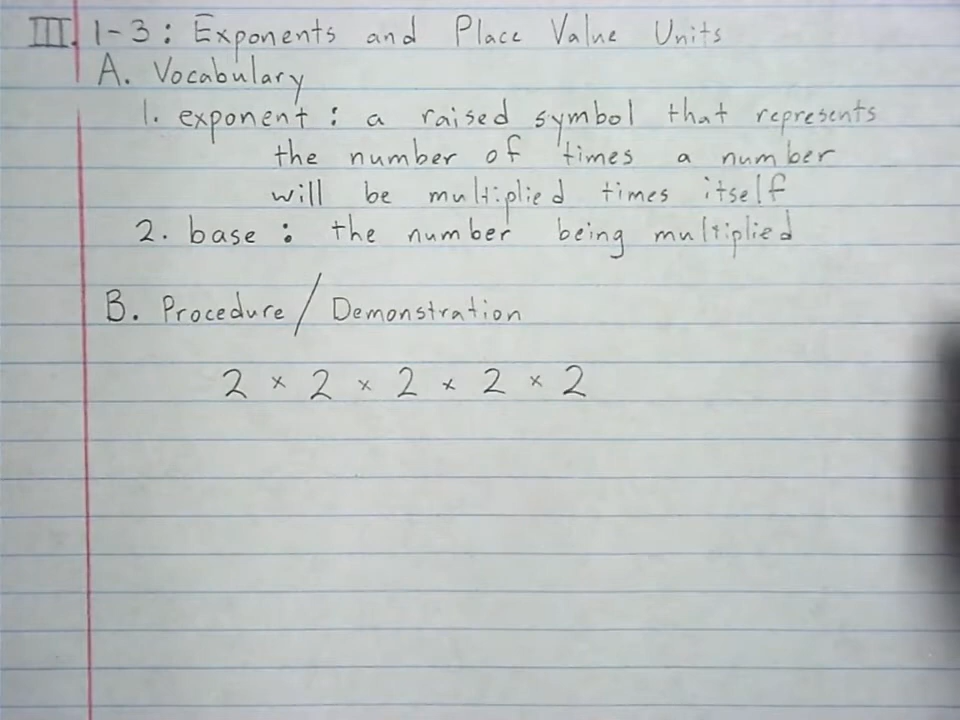 III. 1-3: Exponents and Place Value Units
A. Vocabulary
1. exponent: a raised symbol that represents
the number of times a number
will be multiplied times itself
2. base: the number being multiplied
B. Procedure / Demonstration
2 × 2 × 2 × 2 × 2